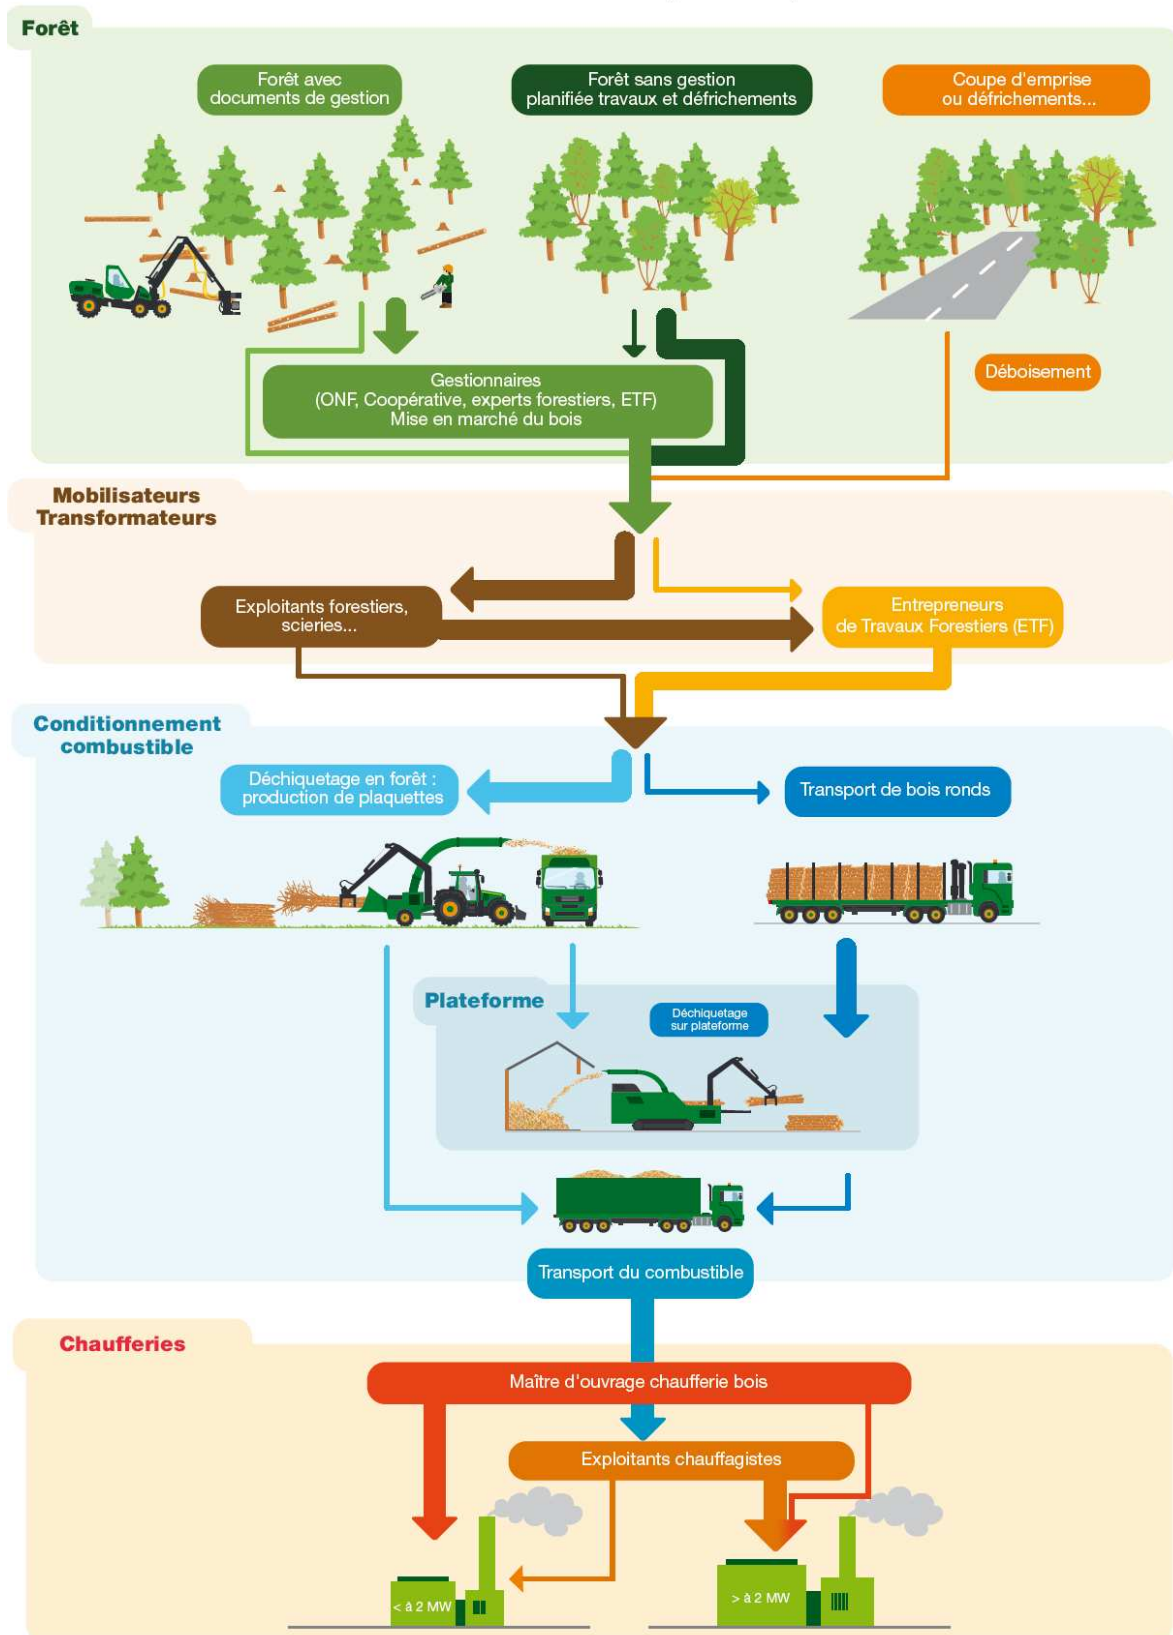 Forêt
Forêt avec
documents de gestion
Forêt sans gestion
planifiée travaux et défrichements
Coupe d'emprise
ou défrichements...
Gestionnaires
(ONF, Coopérative, experts forestiers, ETF)
Mise en marché du bois
Déboisement
Mobilisateurs
Transformateurs
Exploitants forestiers,
scieries...
Entrepreneurs
de Travaux Forestiers (ETF)
Conditionnement
combustible
Déchiquetage en forêt :
production de plaquettes
Transport de bois ronds
Plateforme
Déchiquetage
sur plateforme
Transport du combustible
Chaufferies
Maître d'ouvrage chaufferie bois
Exploitants chauffagistes
< à 2 MW
> à 2 MW